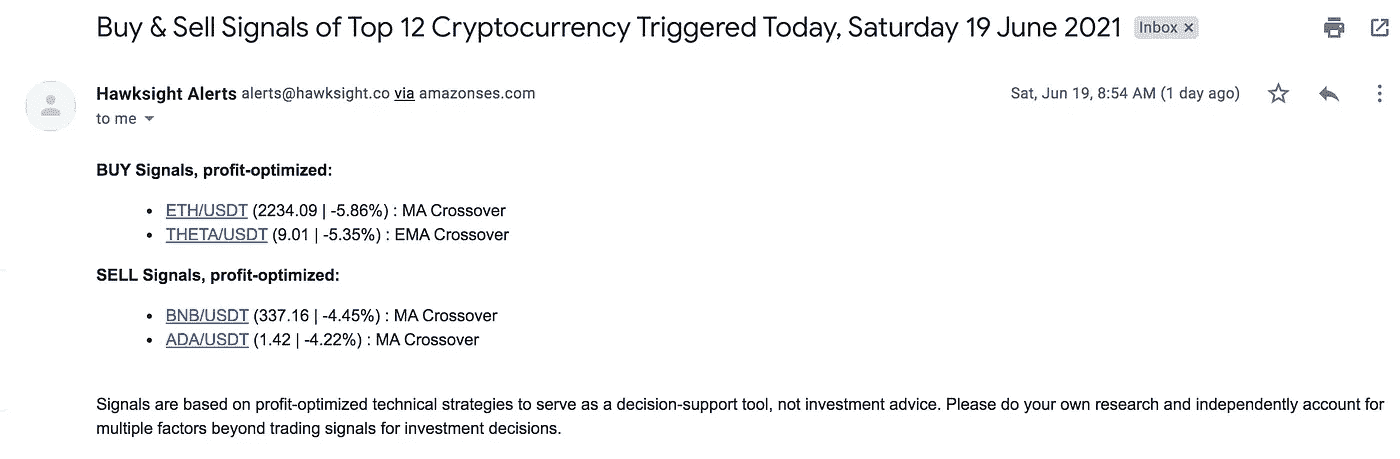 Buy & Sell Signals of Top 12 Cryptocurrency Triggered Today, Saturday 19 June 2021 Inbox ×
Hawksight Alerts alerts@hawksight.co via amazonses.com Sat, Jun 19, 8:54 AM (1 day ago)
to me
BUY Signals, profit-optimized:
• ETH/USDT (2234.09 | -5.86%) : MA Crossover
• THETA/USDT (9.01 | -5.35%) : EMA Crossover
SELL Signals, profit-optimized:
• BNB/USDT (337.16 | -4.45%) : MA Crossover
• ADA/USDT (1.42 | -4.22%) : MA Crossover
Signals are based on profit-optimized technical strategies to serve as a decision-support tool, not investment advice. Please do your own research and independently account for
multiple factors beyond trading signals for investment decisions.